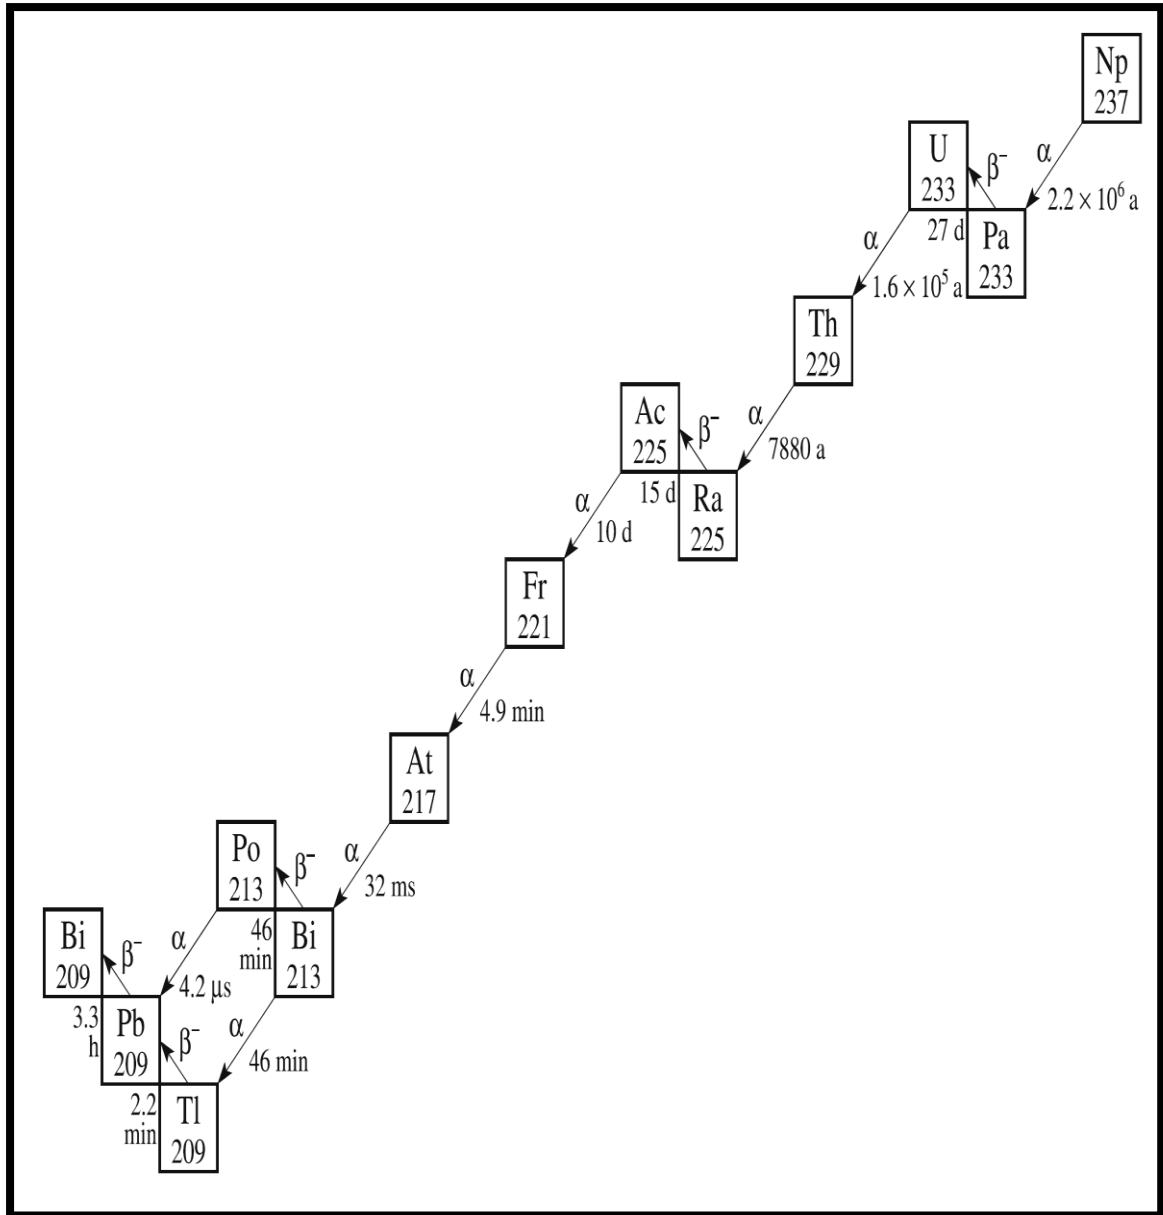 Np
237
α
2.2 × 10⁶ a
U
233
β⁻
27 d
Pa
233
α
1.6 × 10⁵ a
Th
229
α
7880 a
Ac
225
β⁻
15 d
Ra
225
α
10 d
Fr
221
α
4.9 min
At
217
α
32 ms
Po
213
β⁻
46
min
Bi
213
α
4.2 μs
α
46 min
Bi
209
β⁻
3.3
h
Pb
209
β⁻
2.2
min
Tl
209